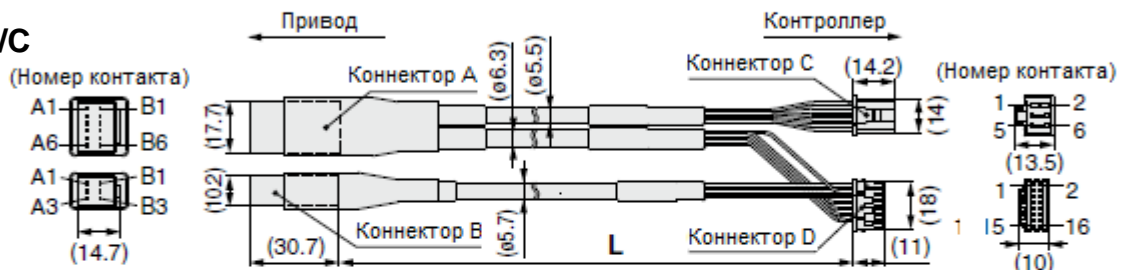 Привод
Контроллер
/C
(Номер контакта)
Коннектор A
(ø6.3)
(ø5.5)
Коннектор C
(14.2)
(Номер контакта)
A1
B1
A6
B6
(17.7)
(14)
1
2
5
6
(13.5)
A1
B1
A3
B3
(14.7)
(102)
(30.7)
Коннектор B
(ø5.7)
L
Коннектор D
(18)
(11)
1
2
1 15
16
(10)